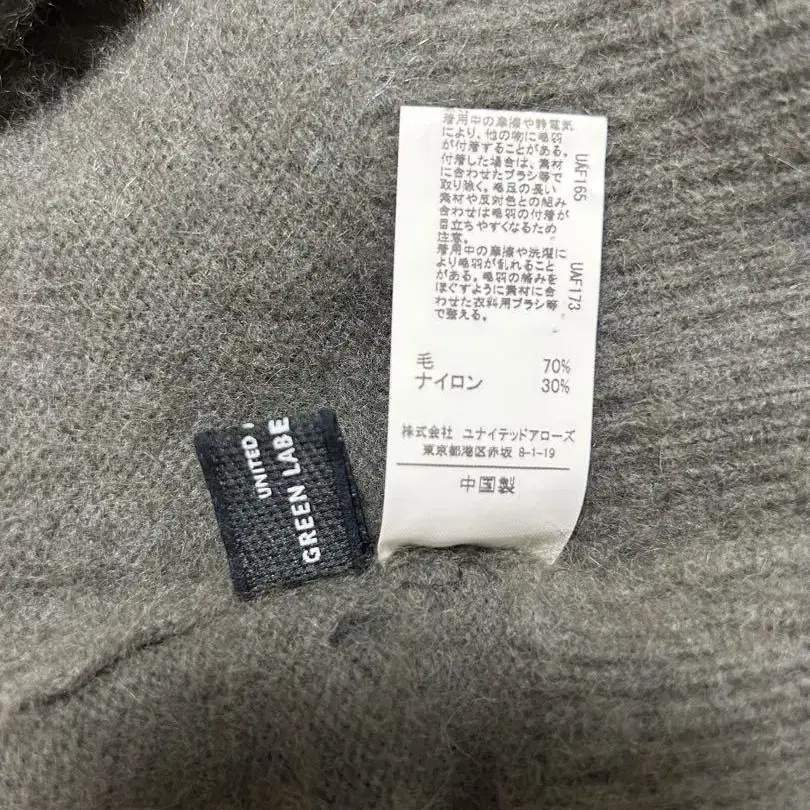 着用中の摩擦や静電気
により、他の物に毛羽
が付着することがある。
付着した場合は、素材
に合わせたブラシ等で
取り除く。毛足の長い
素材や反対色との組み
合わせは毛羽の付着が
目立ちやすくなるため
注意。
着用中の摩擦や洗濯に
より毛羽が乱れること
がある。毛羽の絡みを
ほぐすように素材に合
わせた衣料用ブラシ等
で整える。
UAF165
UAF173
毛 70%
ナイロン 30%
株式会社 ユナイテッドアローズ
東京都港区赤坂 8-1-19
中国製
UNITED
GREEN LABE